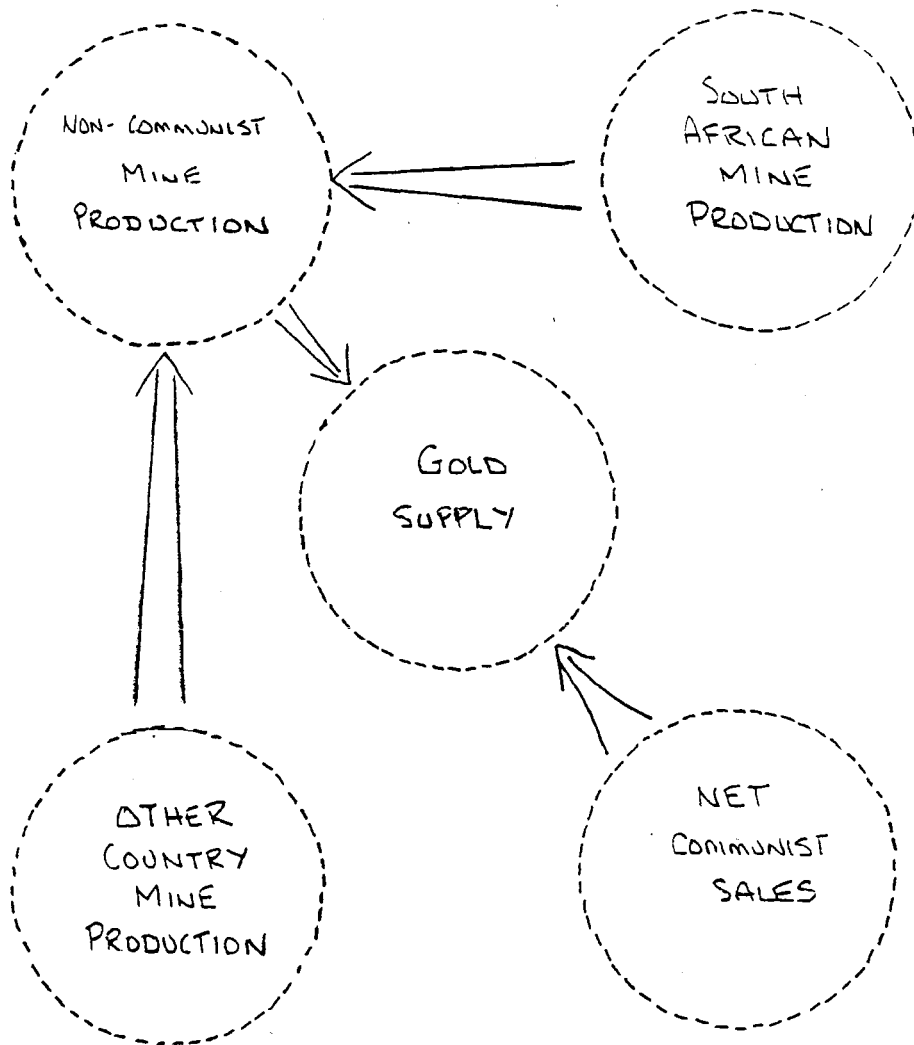 NON-COMMUNIST
MINE
PRODUCTION
SOUTH
AFRICAN
MINE
PRODUCTION
GOLD
SUPPLY
OTHER
COUNTRY
MINE
PRODUCTION
NET
COMMUNIST
SALES